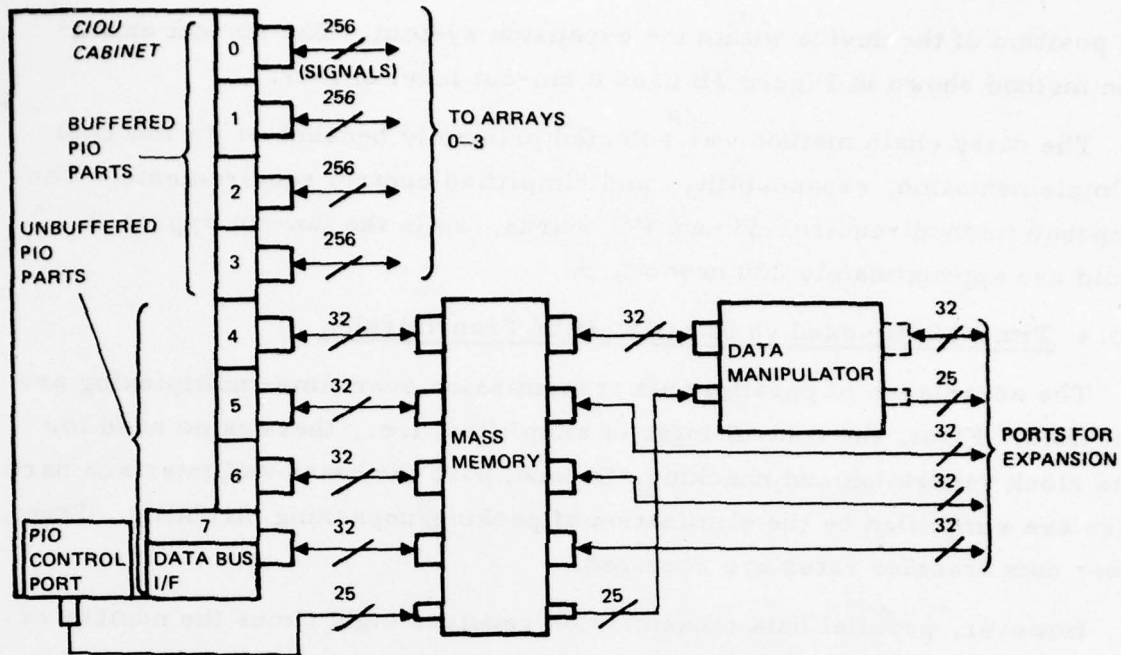 CIOU
CABINET
BUFFERED
PIO
PARTS
UNBUFFERED
PIO
PARTS
0
1
2
3
4
5
6
7
PIO
CONTROL
PORT
DATA BUS
I/F
256
(SIGNALS)
256
256
256
TO ARRAYS
0–3
32
32
32
32
25
MASS
MEMORY
32
25
DATA
MANIPULATOR
32
25
32
32
32
PORTS FOR
EXPANSION